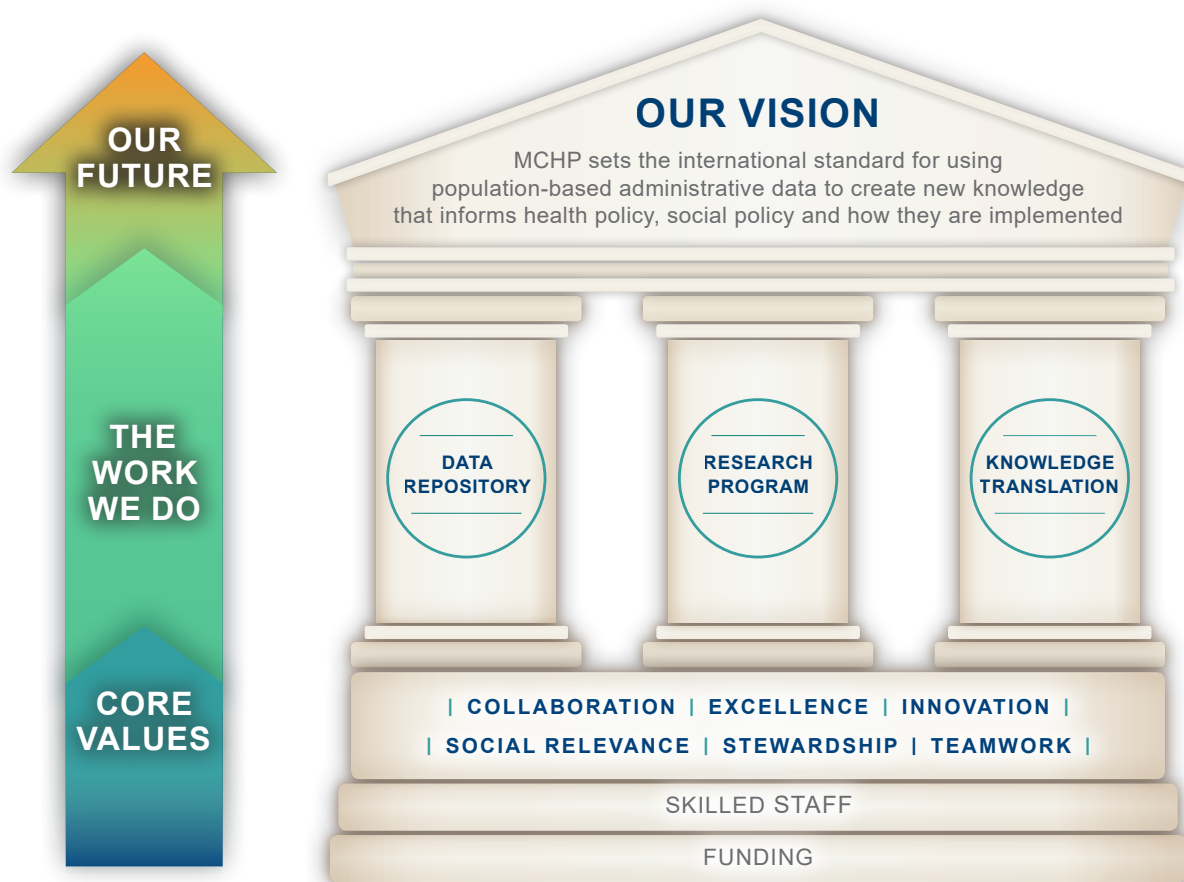 OUR
FUTURE
THE
WORK
WE DO
CORE
VALUES
OUR VISION
MCHP sets the international standard for using
population-based administrative data to create new knowledge
that informs health policy, social policy and how they are implemented
DATA
REPOSITORY
RESEARCH
PROGRAM
KNOWLEDGE
TRANSLATION
| COLLABORATION | EXCELLENCE | INNOVATION |
| SOCIAL RELEVANCE | STEWARDSHIP | TEAMWORK |
SKILLED STAFF
FUNDING